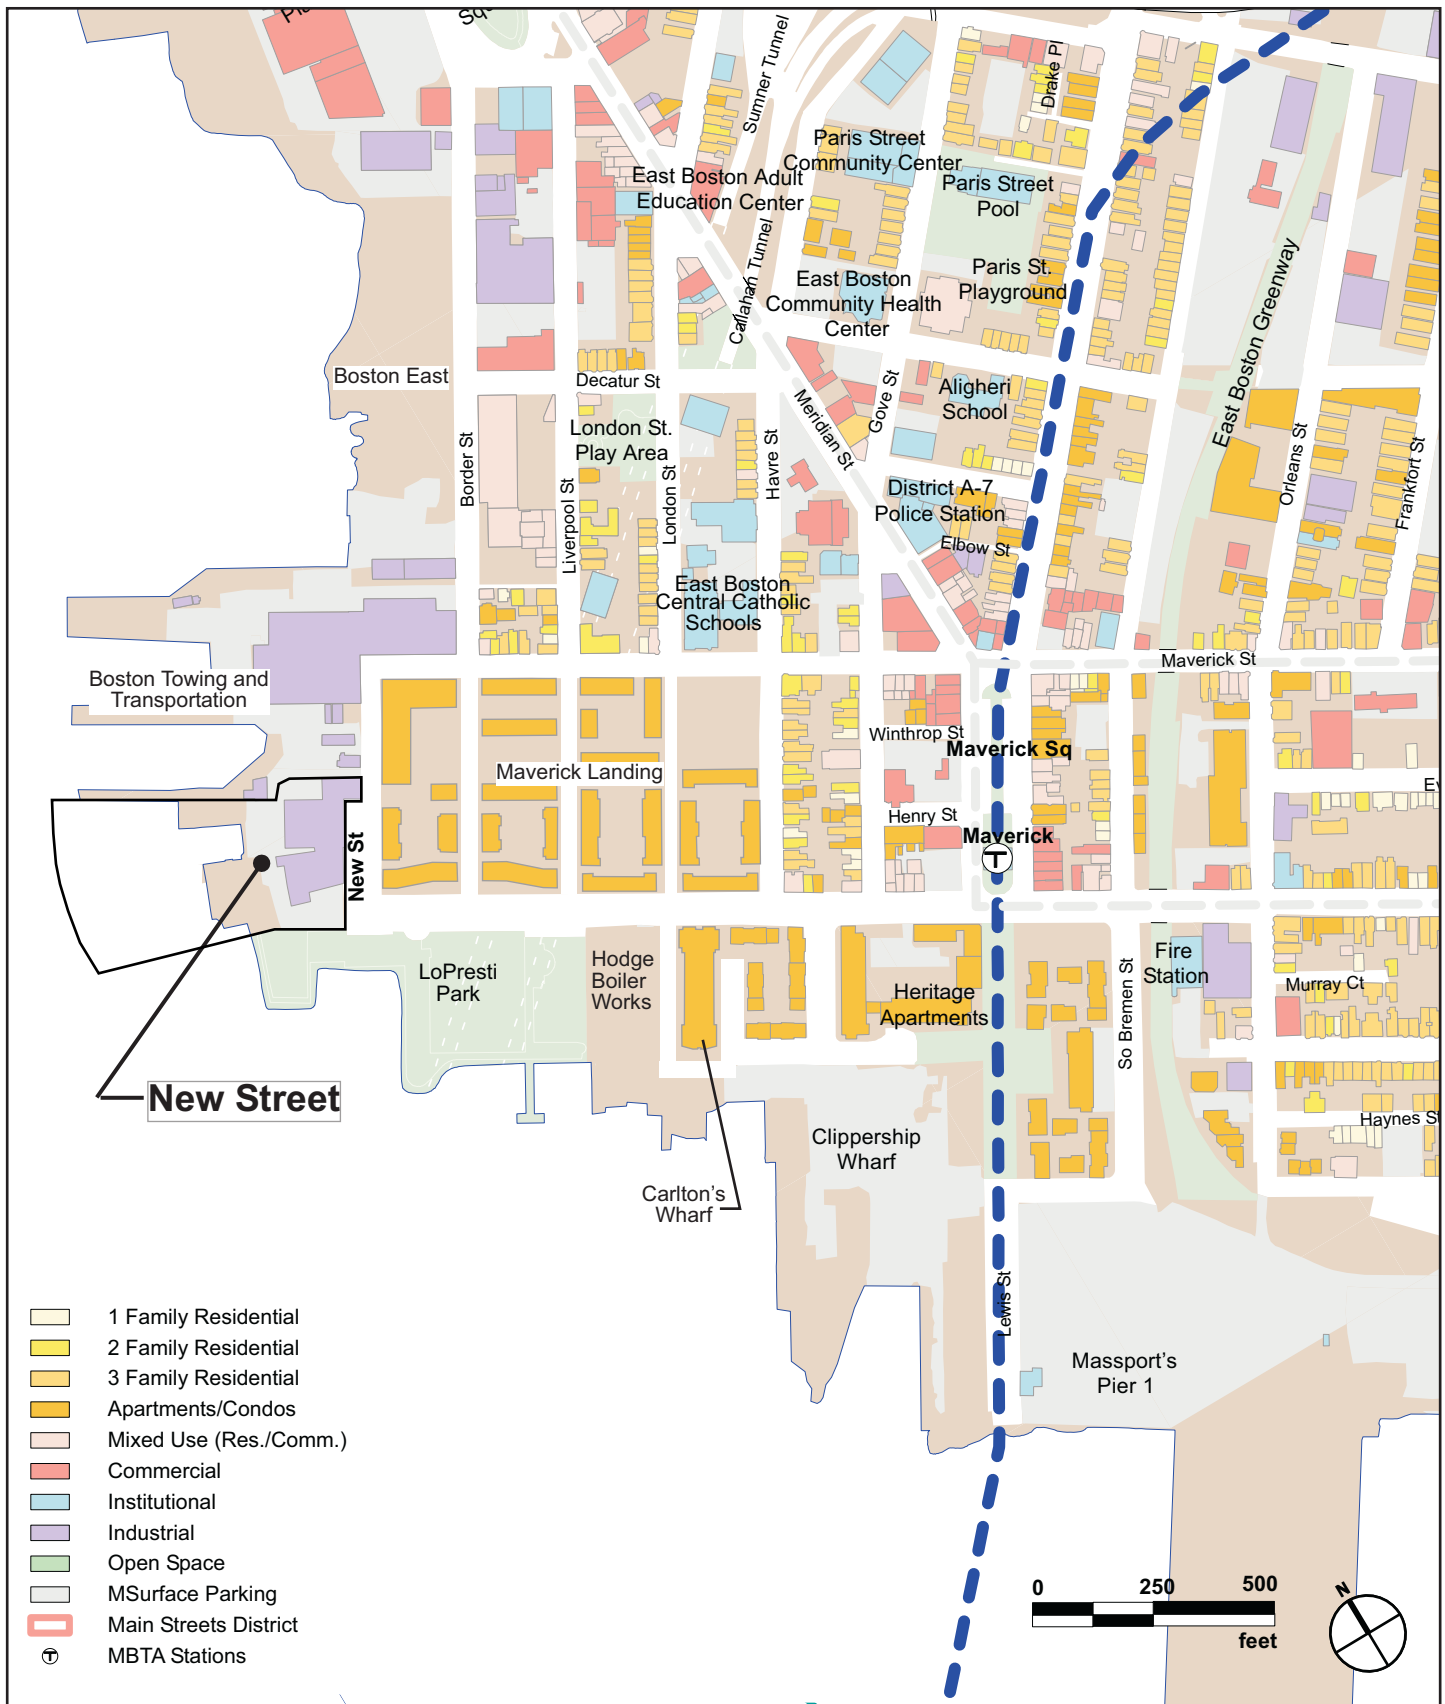 Sumner Tunnel
Drake Pl
Paris Street
Community Center
East Boston Adult
Education Center
Paris Street
Pool
Callahan Tunnel
Paris St.
Playground
East Boston
Community Health
Center
East Boston Greenway
Boston East
Decatur St
Aligheri
School
Gove St
Meridian St
London St.
Play Area
Border St
Liverpool St
London St
Havre St
Orleans St
Frankfort St
District A-7
Police Station
Elbow St
East Boston
Central Catholic
Schools
Maverick St
Boston Towing and
Transportation
Winthrop St
Maverick Sq
Maverick Landing
Henry St
Maverick
T
New St
LoPresti
Park
Hodge
Boiler
Works
Heritage
Apartments
So Bremen St
Fire
Station
Murray Ct
New Street
Haynes St
Clippership
Wharf
Carlton's
Wharf
Lewis St
Massport's
Pier 1
1 Family Residential
2 Family Residential
3 Family Residential
Apartments/Condos
Mixed Use (Res./Comm.)
Commercial
Institutional
Industrial
Open Space
MSurface Parking
Main Streets District
T MBTA Stations
0 250 500
feet
N